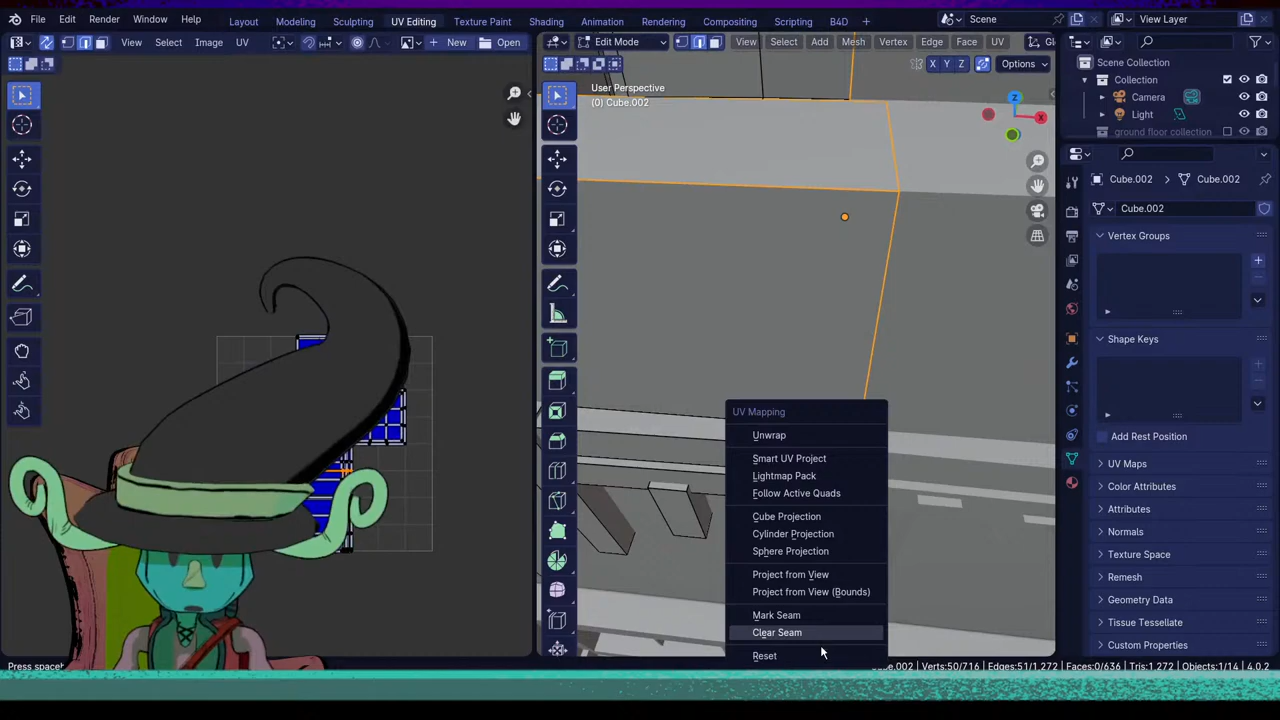 File Edit Render Window Help Layout Modeling Sculpting UV Editing Texture Paint Shading Animation Rendering Compositing Scripting B4D + Scene View Layer
View Select Image UV New Open Edit Mode View Select Add Mesh Vertex Edge Face UV
X Y Z Options
Scene Collection
Collection
Camera
Light
ground floor collection
User Perspective
(0) Cube.002
Z
X
Cube.002 > Cube.002
Cube.002
Vertex Groups
Shape Keys
Add Rest Position
UV Maps
Color Attributes
Attributes
Normals
Texture Space
Remesh
Geometry Data
Tissue Tessellate
Custom Properties
UV Mapping
Unwrap
Smart UV Project
Lightmap Pack
Follow Active Quads
Cube Projection
Cylinder Projection
Sphere Projection
Project from View
Project from View (Bounds)
Mark Seam
Clear Seam
Reset
Cube.002 | Verts:50/716 | Edges:51/1,272 | Faces:0/636 | Tris:1,272 | Objects:1/14 | 4.0.2